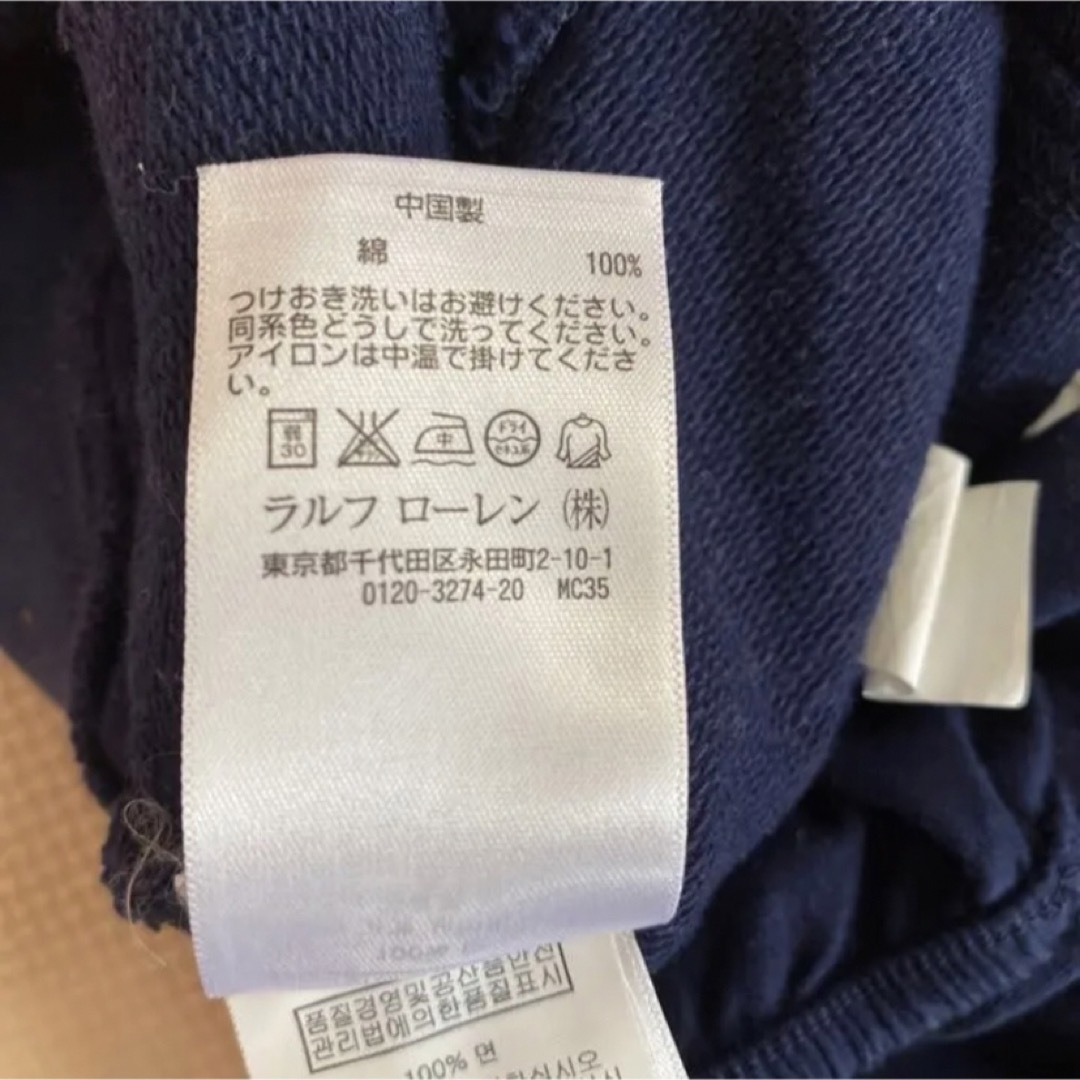 中国製
綿 100%
つけおき洗いはお避けください。
同系色どうしで洗ってください。
アイロンは中温で掛けてくださ
い。
弱 30 中 ドライ セキユ系
ラルフ ローレン (株)
東京都千代田区永田町2-10-1
0120-3274-20 MC35
품질경영및공산품안전
관리법에의한품질표시
100% 면